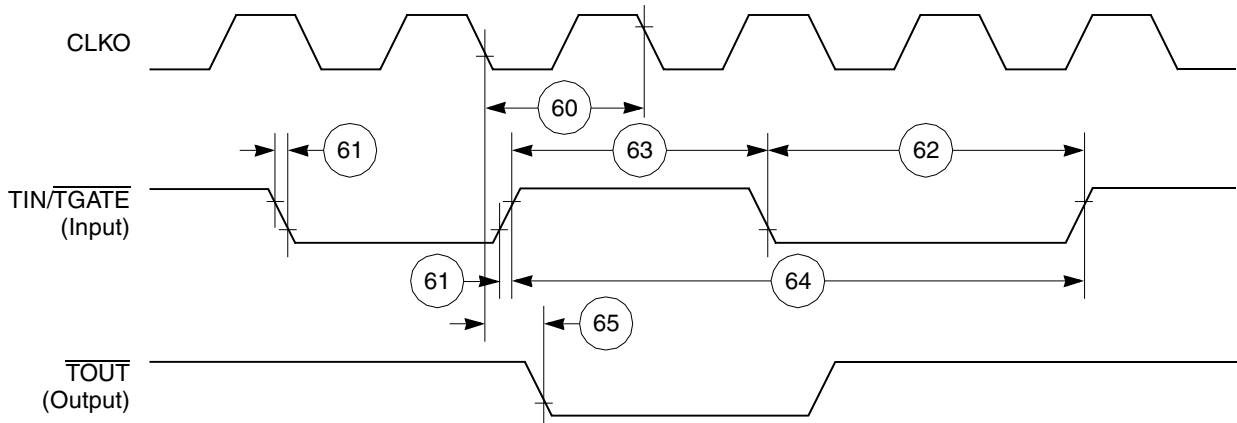 CLKO
60
61
63
62
TIN/TGATE
(Input)
61
64
65
TOUT
(Output)